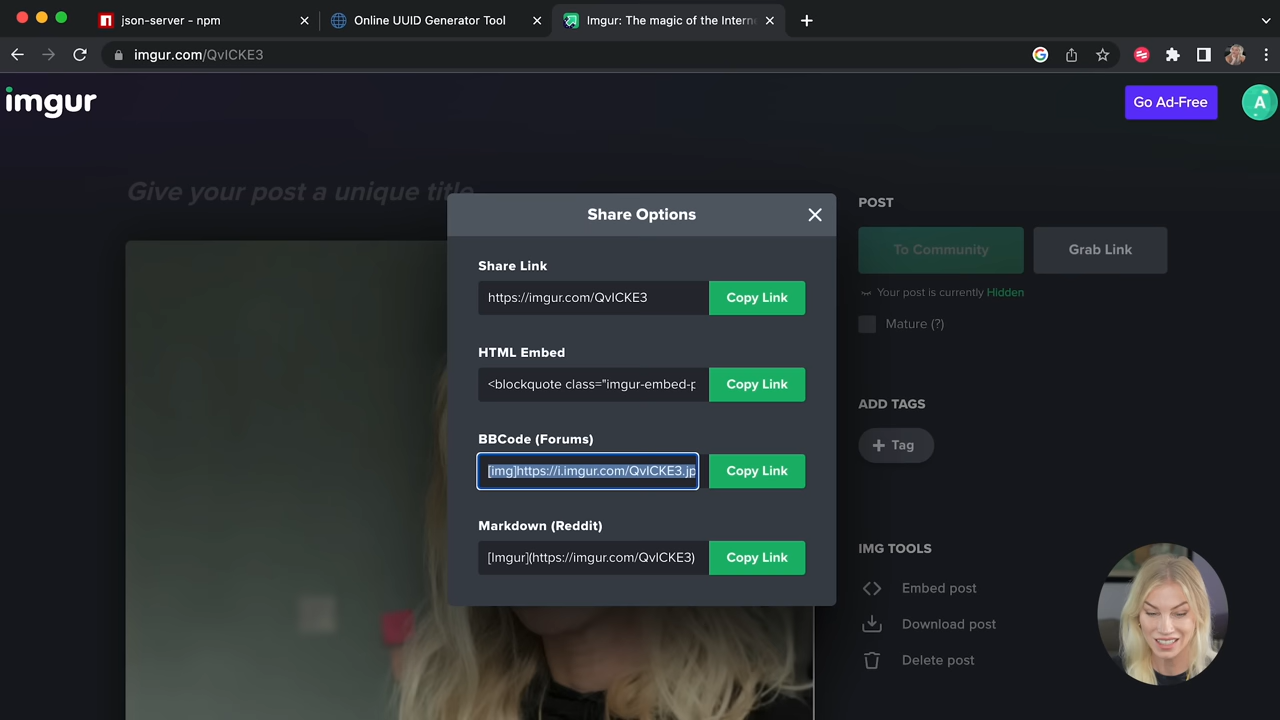 json-server - npm
Online UUID Generator Tool
Imgur: The magic of the Intern
imgur.com/QvICKE3
imgur
Go Ad-Free
A
Give your post a unique title...
Share Options
POST
To Community
Grab Link
Share Link
Your post is currently Hidden
https://imgur.com/QvICKE3
Copy Link
Mature (?)
HTML Embed
<blockquote class="imgur-embed-p
Copy Link
ADD TAGS
BBCode (Forums)
+ Tag
[img]https://i.imgur.com/QvICKE3.jp
Copy Link
Markdown (Reddit)
IMG TOOLS
[Imgur](https://imgur.com/QvICKE3)
Copy Link
Embed post
Download post
Delete post